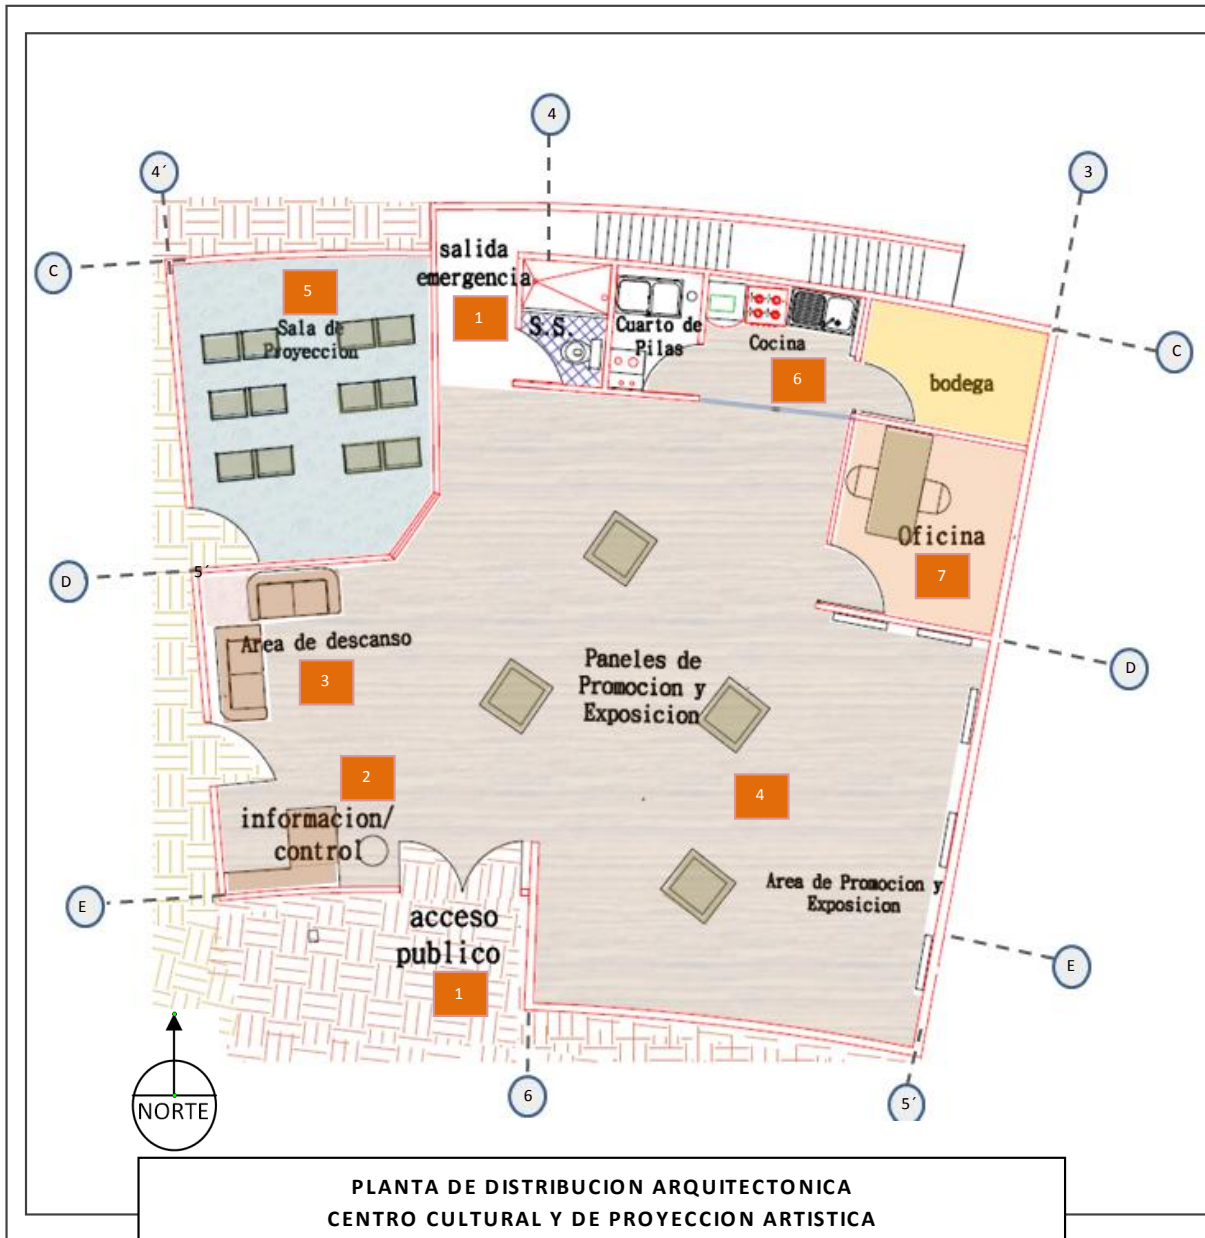 4
4´
3
C
salida
emergencia
5
1
Sala de
Proyeccion
S.S.
Cuarto de
Pilas
Cocina
6
C
bodega
Oficina
7
D
5´
Area de descanso
3
Paneles de
Promocion y
Exposicion
D
2
4
informacion/
control
Area de Promocion y
Exposicion
E
acceso
publico
1
E
6
5´
NORTE
PLANTA DE DISTRIBUCION ARQUITECTONICA
CENTRO CULTURAL Y DE PROYECCION ARTISTICA